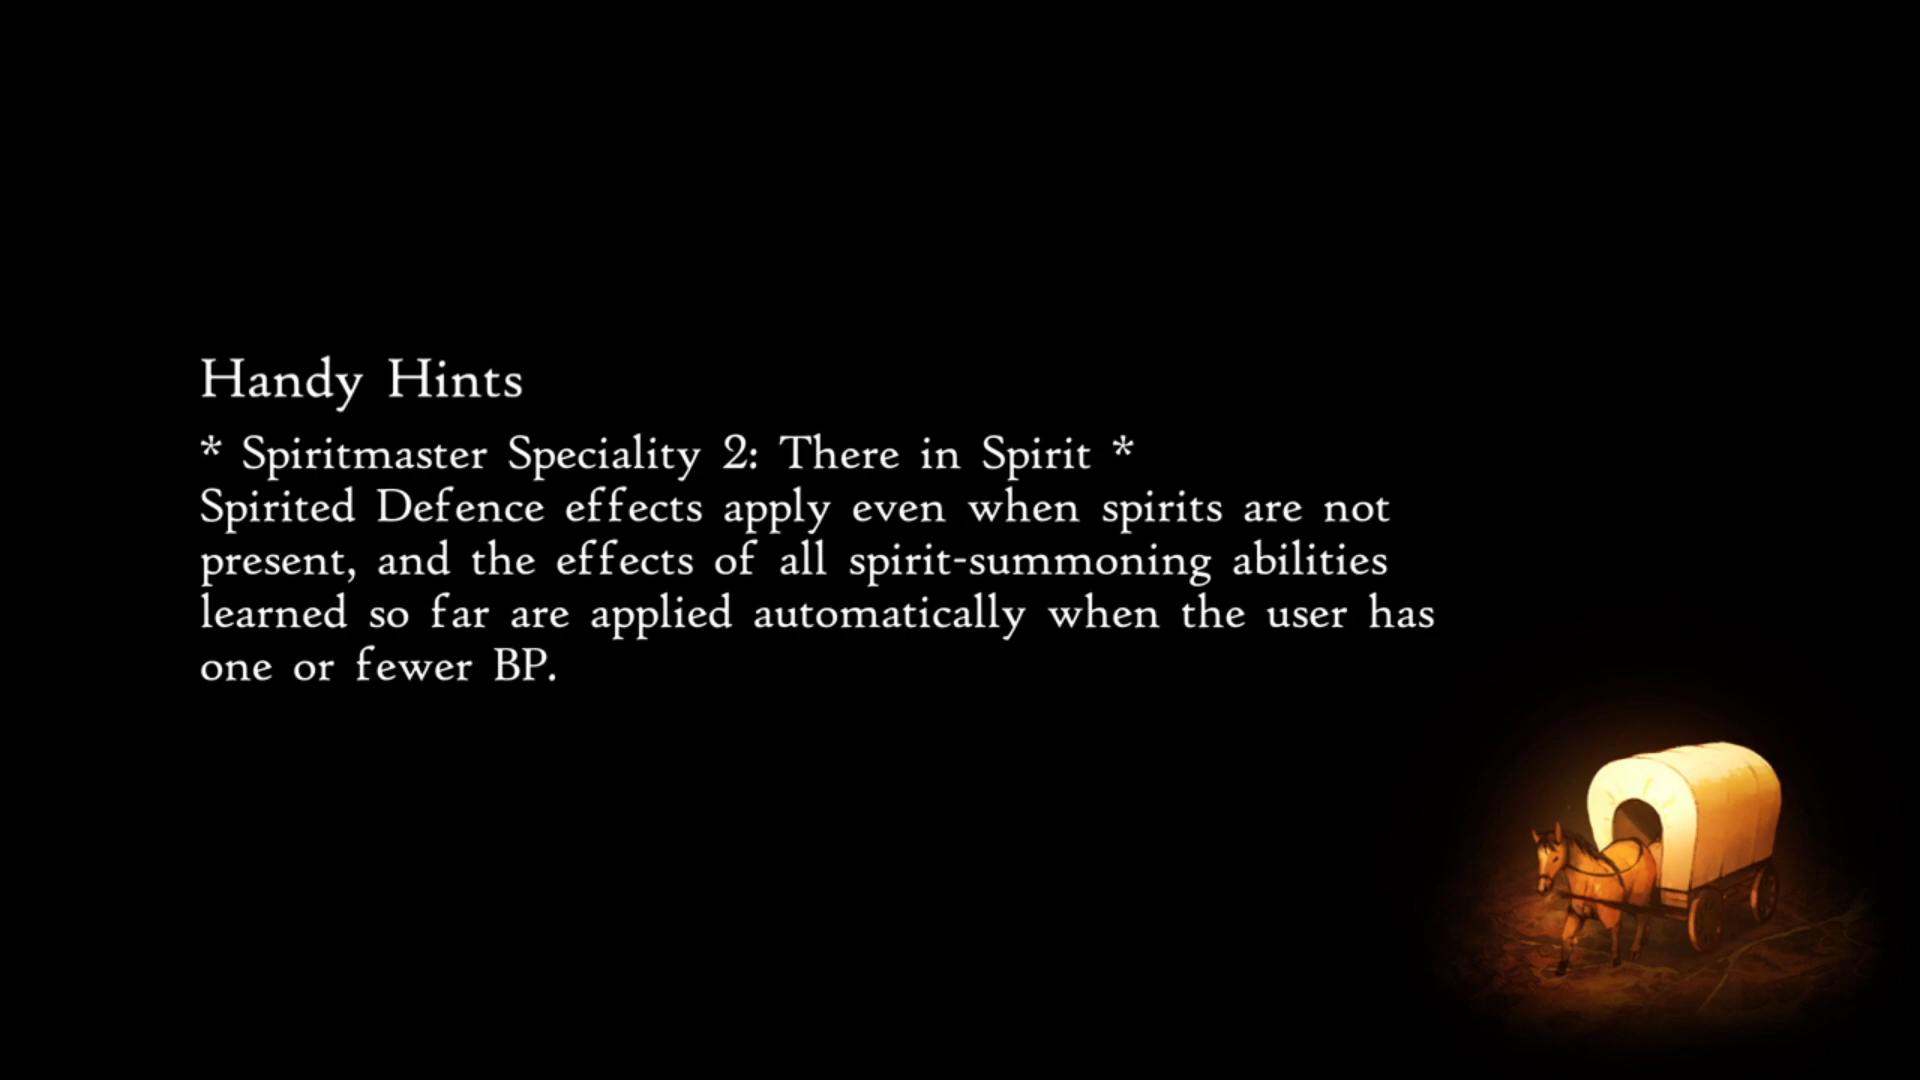 Handy Hints
* Spiritmaster Speciality 2: There in Spirit *
Spirited Defence effects apply even when spirits are not
present, and the effects of all spirit-summoning abilities
learned so far are applied automatically when the user has
one or fewer BP.